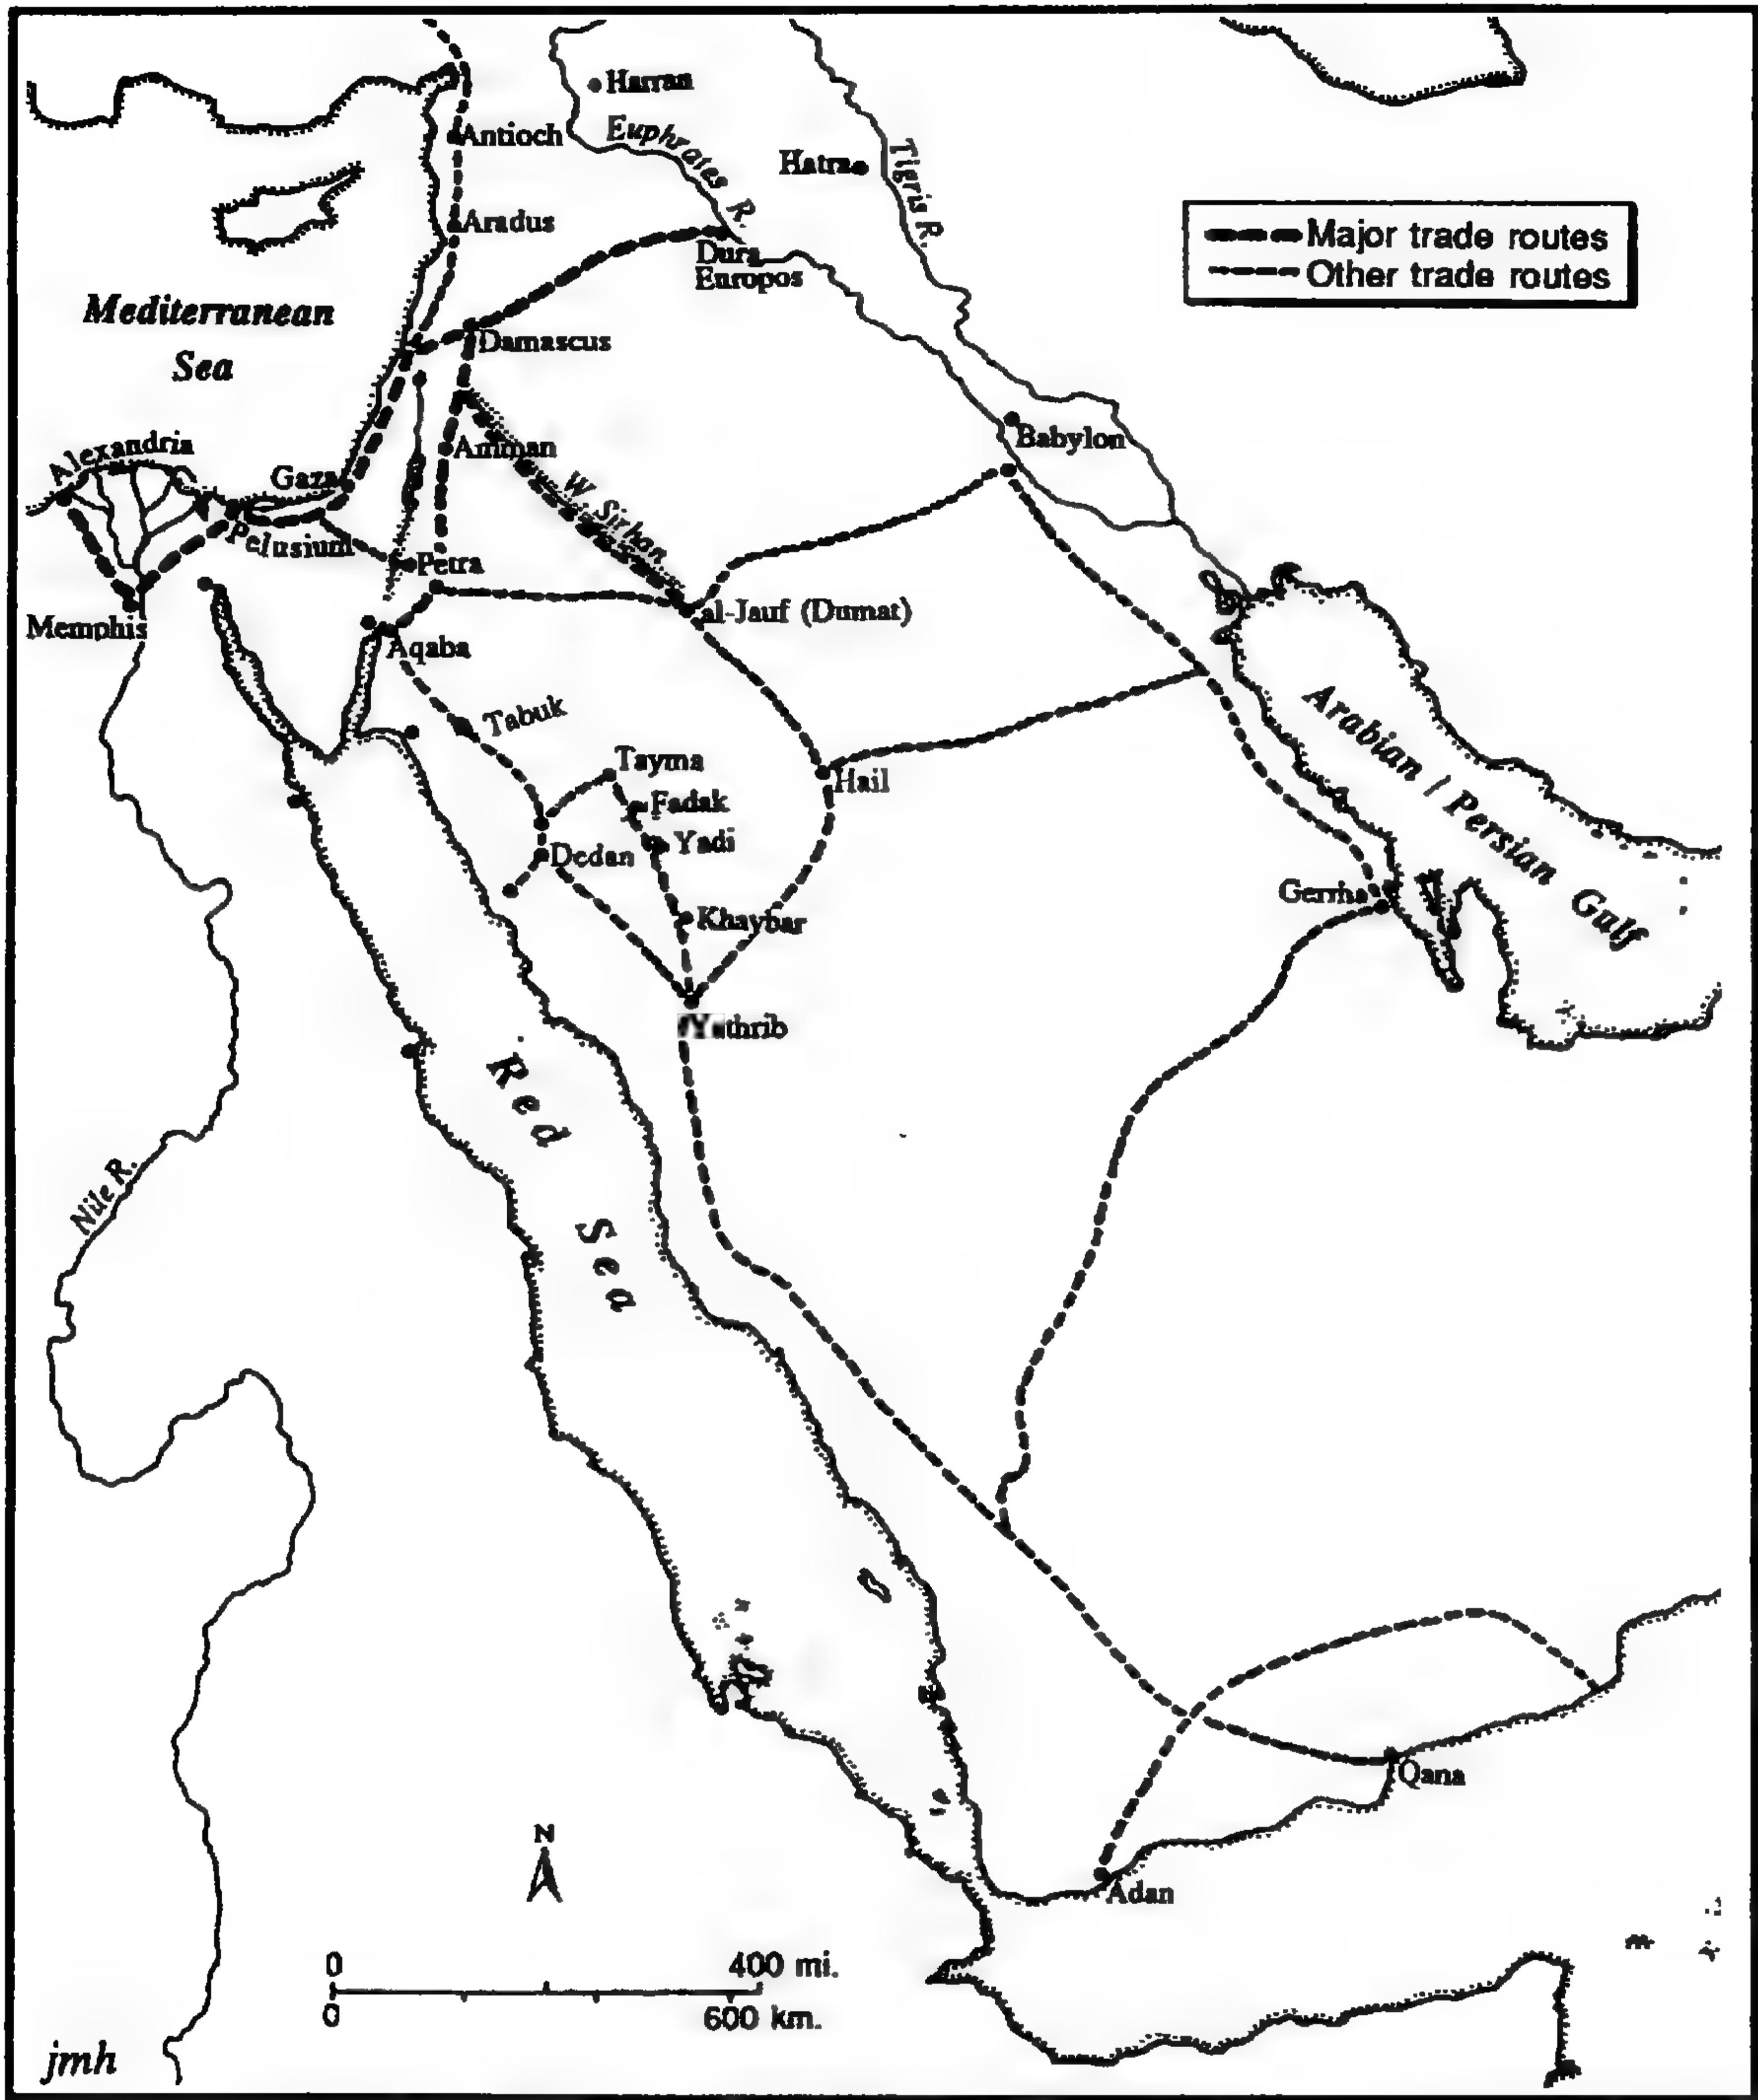 Harran
Euphrates R.
Antioch
Hatra
Tigris R.
Aradus
Major trade routes
Other trade routes
Dura
Europos
Mediterranean
Sea
Damascus
Alexandria
Gaza
Amman
Babylon
W. Sirhan
Pelusium
Petra
Memphis
al-Jauf (Dumat)
Aqaba
Tabuk
Tayma
Hail
Arabian / Persian Gulf
Fadak
Yadi
Dedan
Gerrha
Khaybar
Yathrib
Red Sea
Nile R.
Qana
N
Adan
0 400 mi.
0 600 km.
jmh